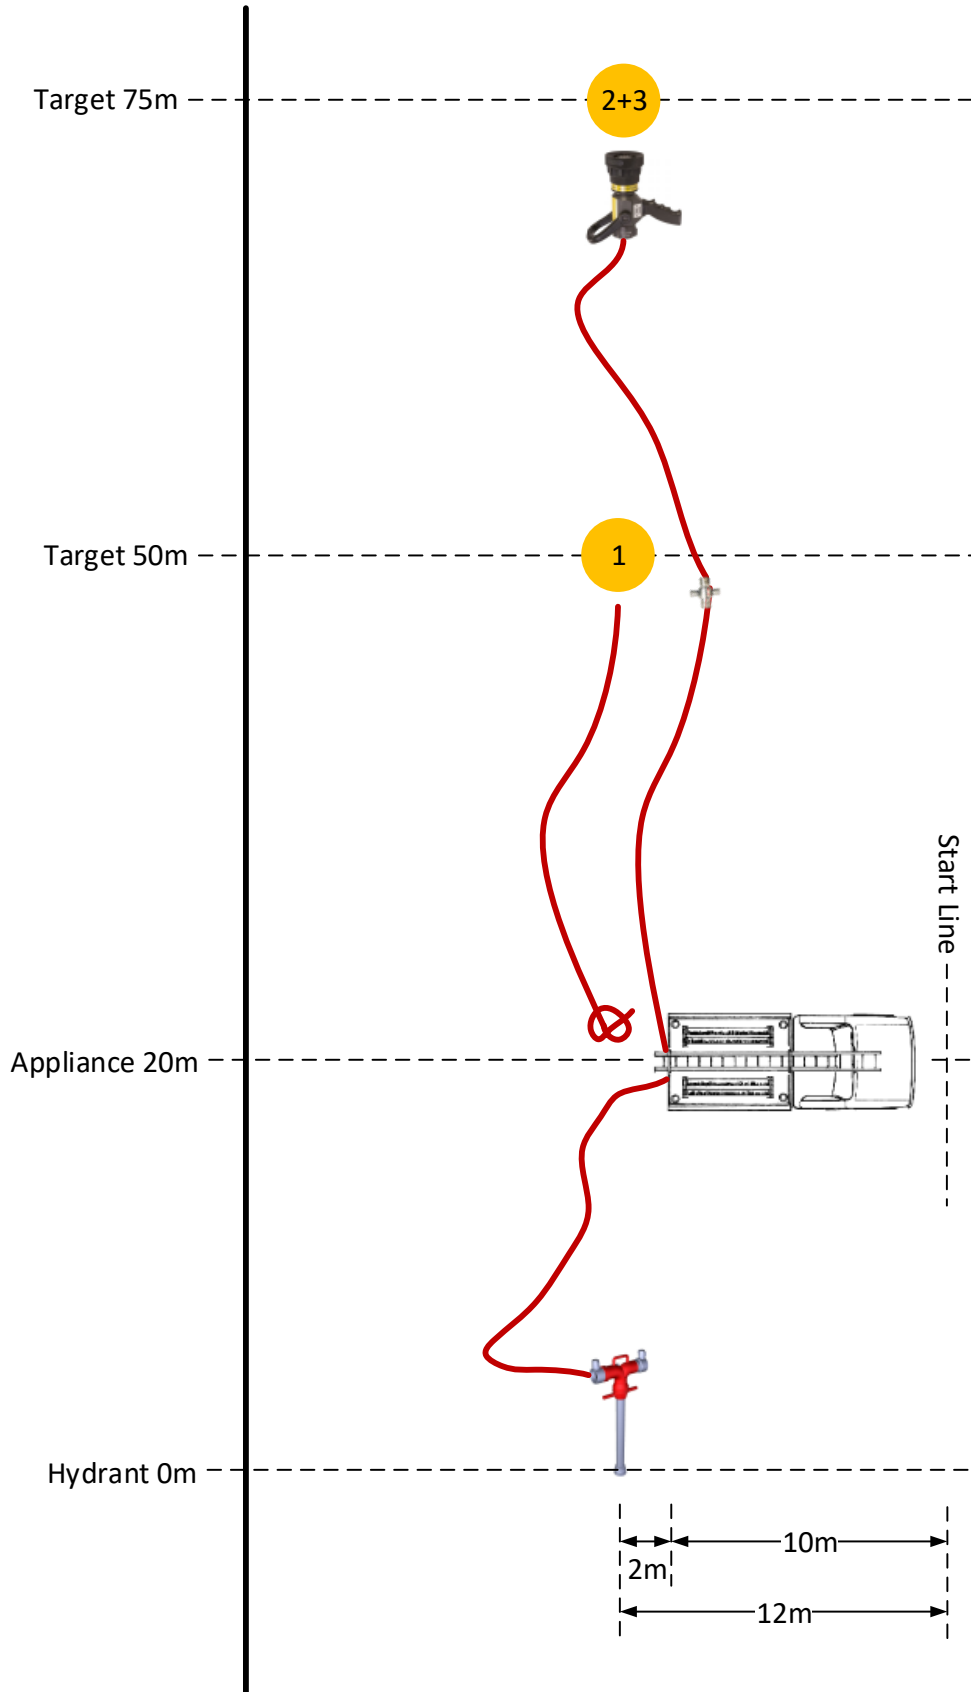 Target 75m
2+3
Target 50m
1
Start Line
Appliance 20m
Hydrant 0m
10m
2m
12m